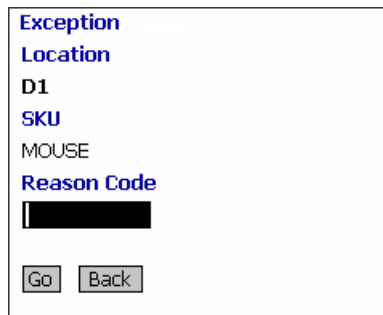 Exception
Location
D1
SKU
MOUSE
Reason Code
Go Back